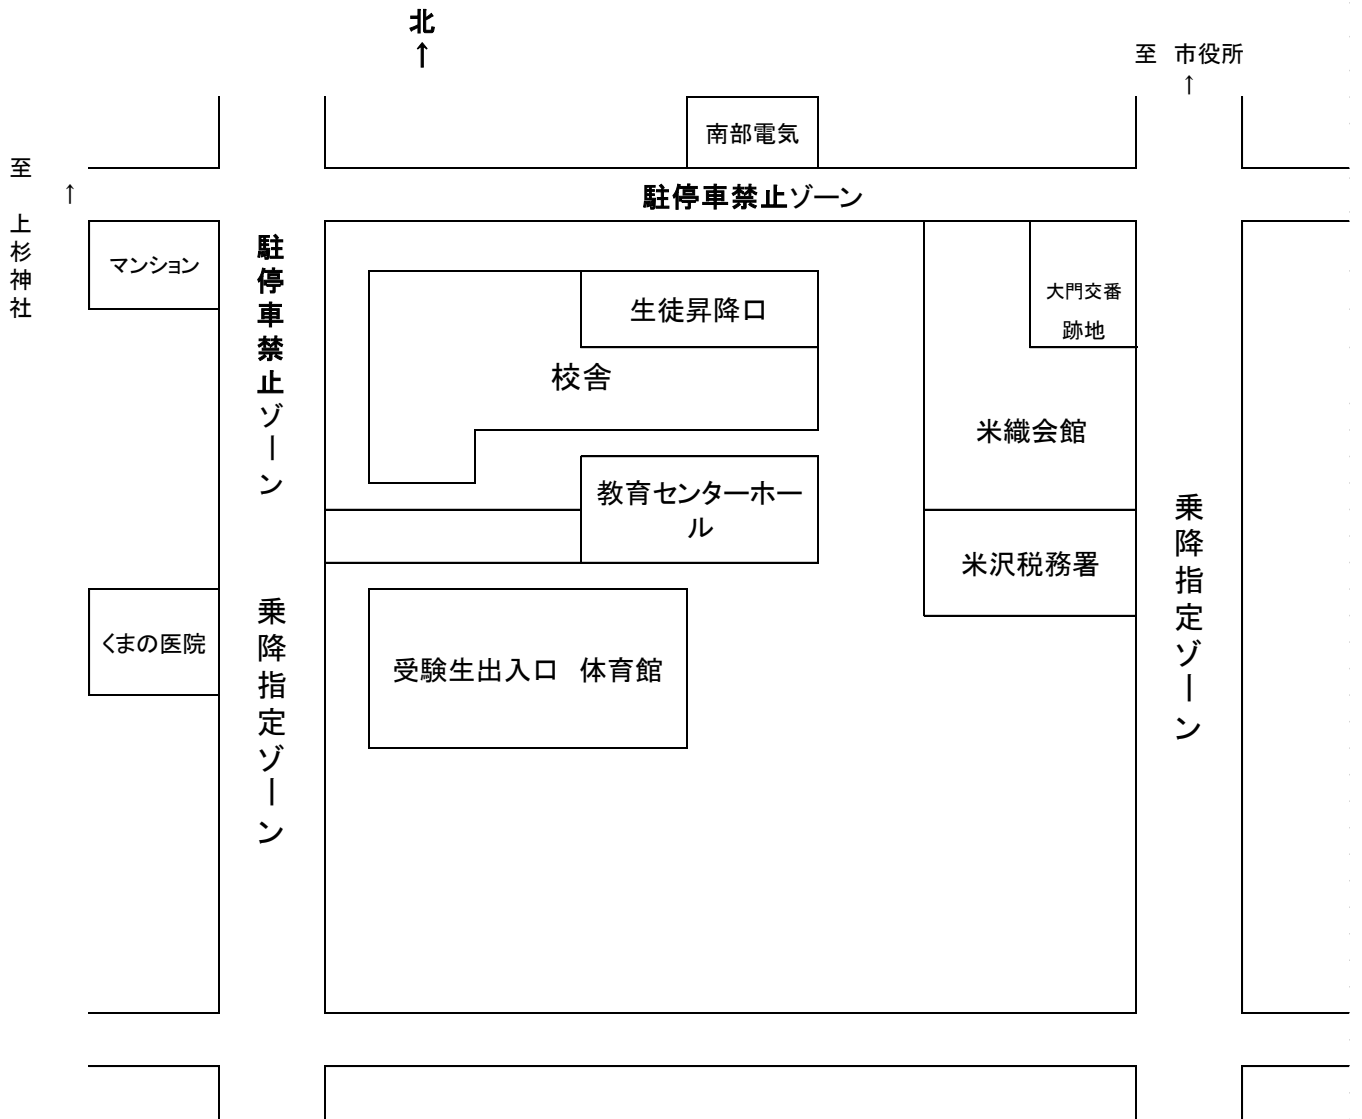 北
↑
至 市役所
↑
南部電気
至 上杉神社
↑
駐停車禁止ゾーン
マンション
駐停車禁止ゾーン
生徒昇降口
大門交番
跡地
校舎
米織会館
教育センターホー
ル
米沢税務署
乗降指定ゾーン
くまの医院
乗降指定ゾーン
受験生出入口 体育館